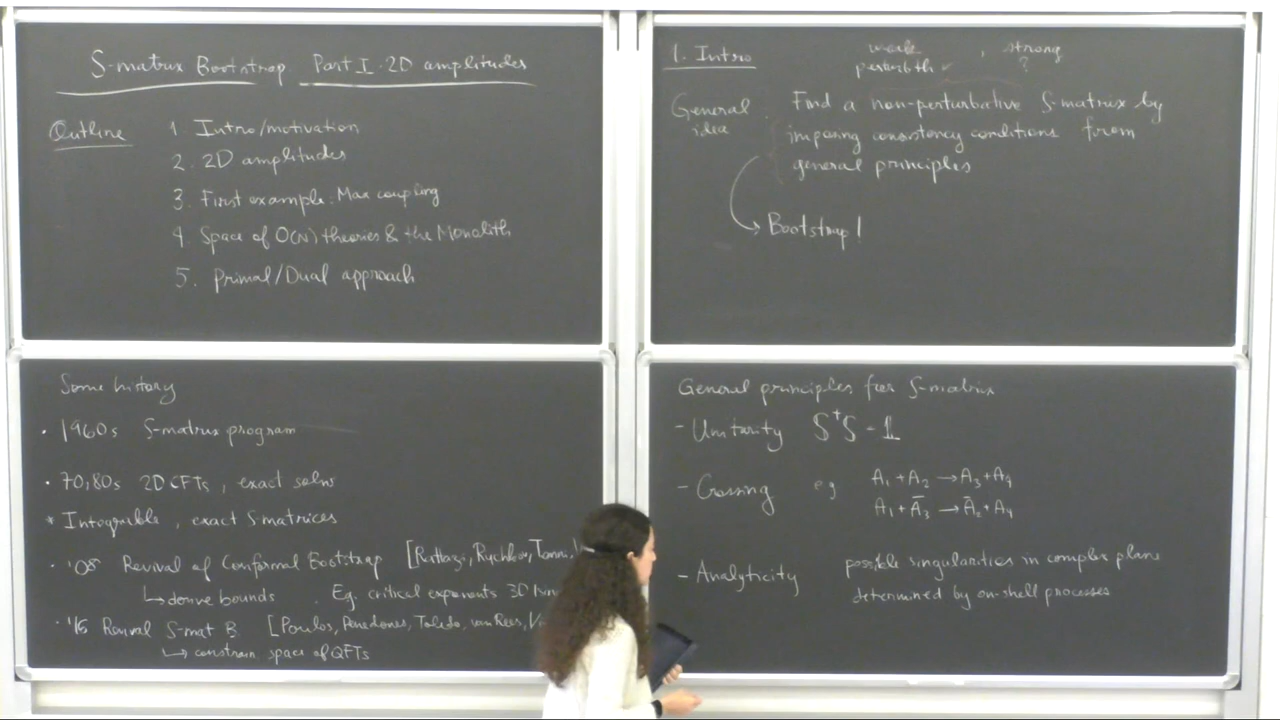 S-matrix Bootstrap Part I. 2D amplitudes
Outline
1. Intro/motivation
2. 2D amplitudes
3. First example: Max coupling
4. Space of O(N) theories & the Monolith
5. Primal/Dual approach
1. Intro
weak, strong
perturbth ✓ ?
General idea
Find a non-perturbative S-matrix by
imposing consistency conditions from
general principles
Bootstrap!
Some history
• 1960s S-matrix program
• 70,80s 2D CFTs, exact solns
* Integrable, exact S matrices
• '08 Revival of Conformal Bootstrap [Rattazi, Rychkov, Tonni,
↳ derive bounds. Eg. critical exponents 3D
• '16 Revival S-mat B. [Paulos, Penedones, Toledo, van Rees,
↳ constrain space of QFTs
General principles for S-matrix
- Unitarity S†S = 𝟙
- Crossing eg A₁+A₂ → A₃+A₄
A₁+Ā₃ → Ā₂+A₄
- Analyticity possible singularities in complex plane
determined by on-shell processes